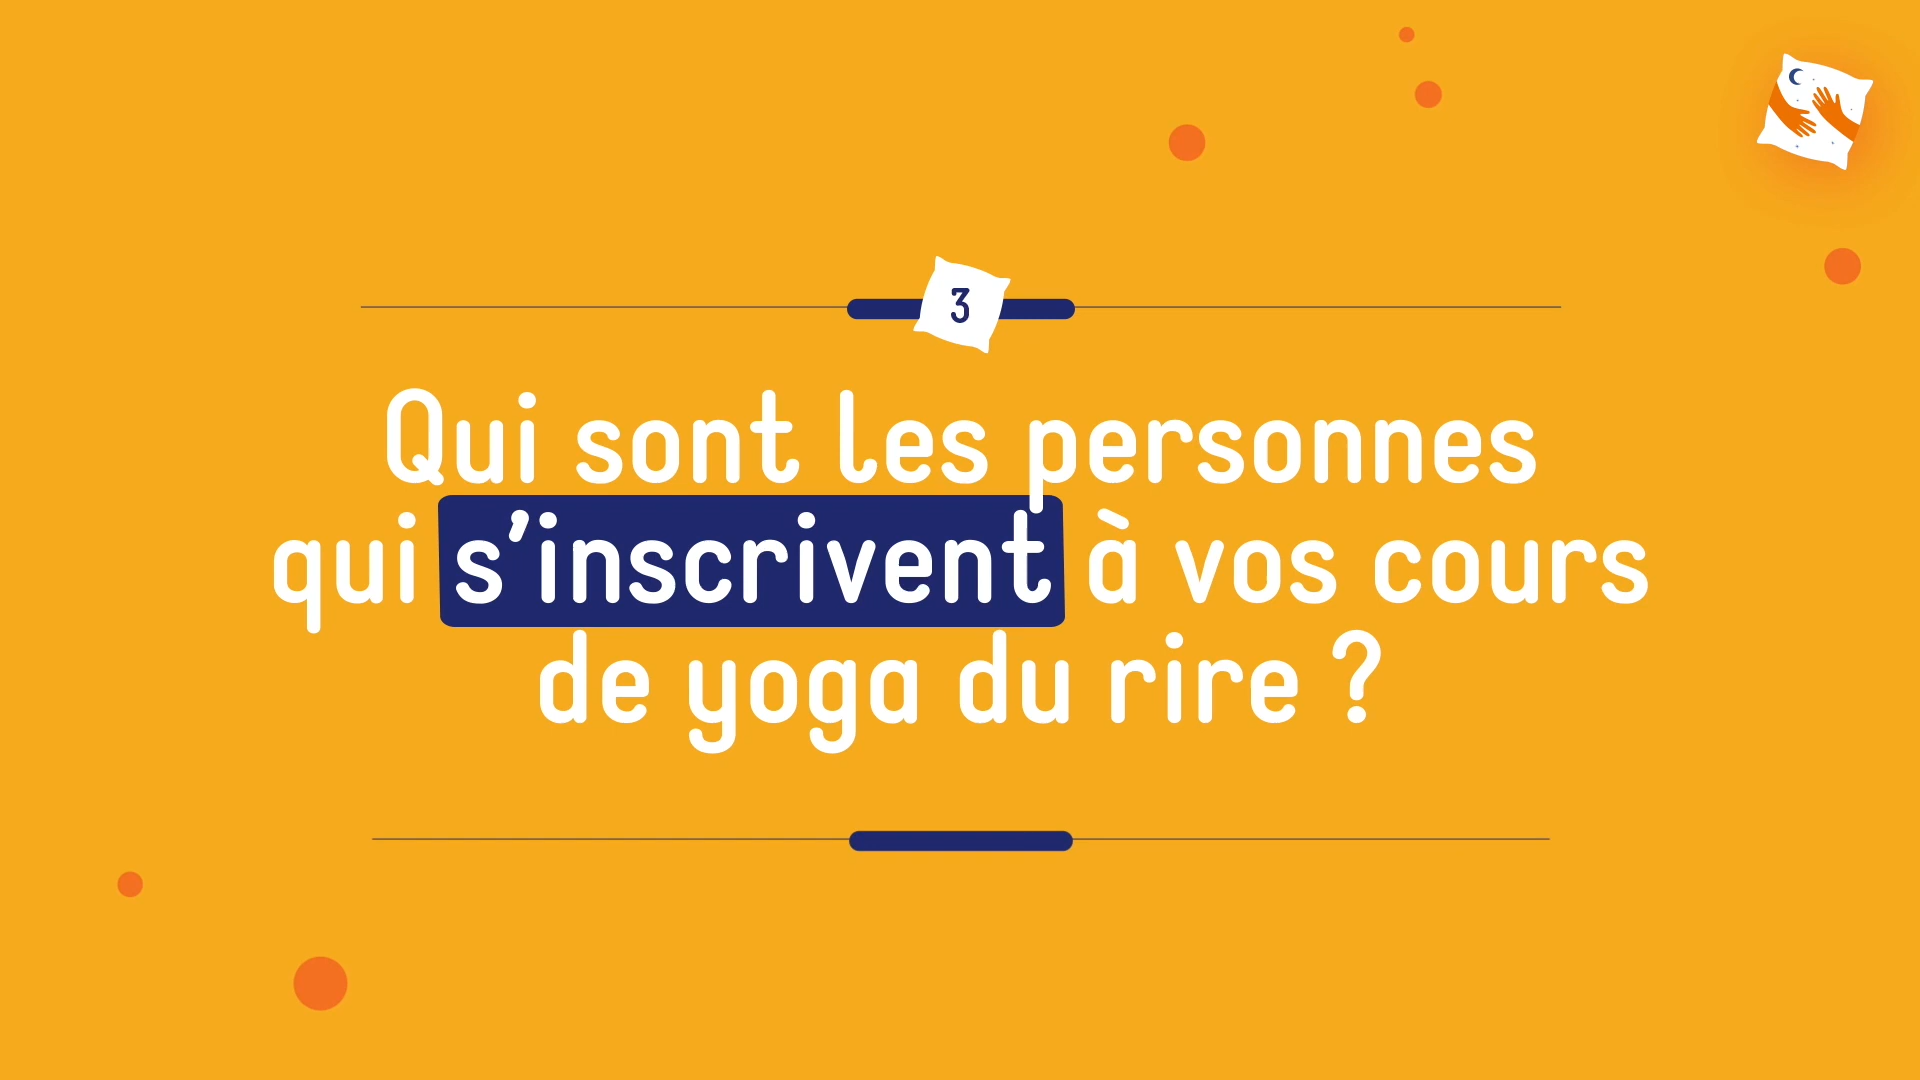 3
Qui sont les personnes
qui s’inscrivent à vos cours
de yoga du rire ?